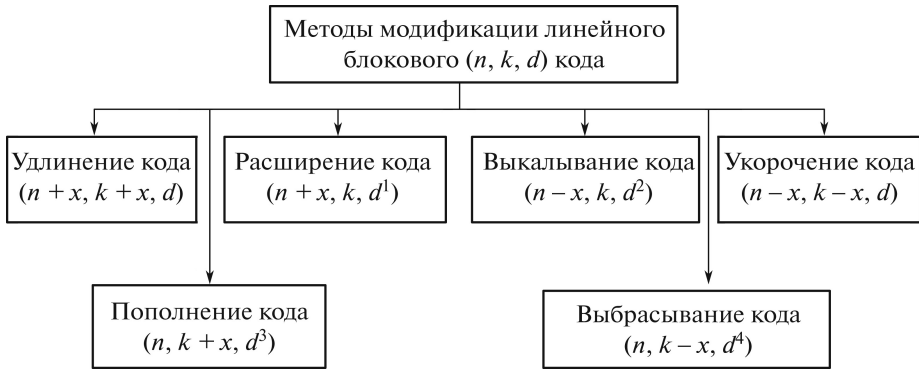 Методы модификации линейного
блокового (n, k, d) кода
Удлинение кода
(n + x, k + x, d)
Расширение кода
(n + x, k, d¹)
Выкалывание кода
(n – x, k, d²)
Укорочение кода
(n – x, k – x, d)
Пополнение кода
(n, k + x, d³)
Выбрасывание кода
(n, k – x, d⁴)